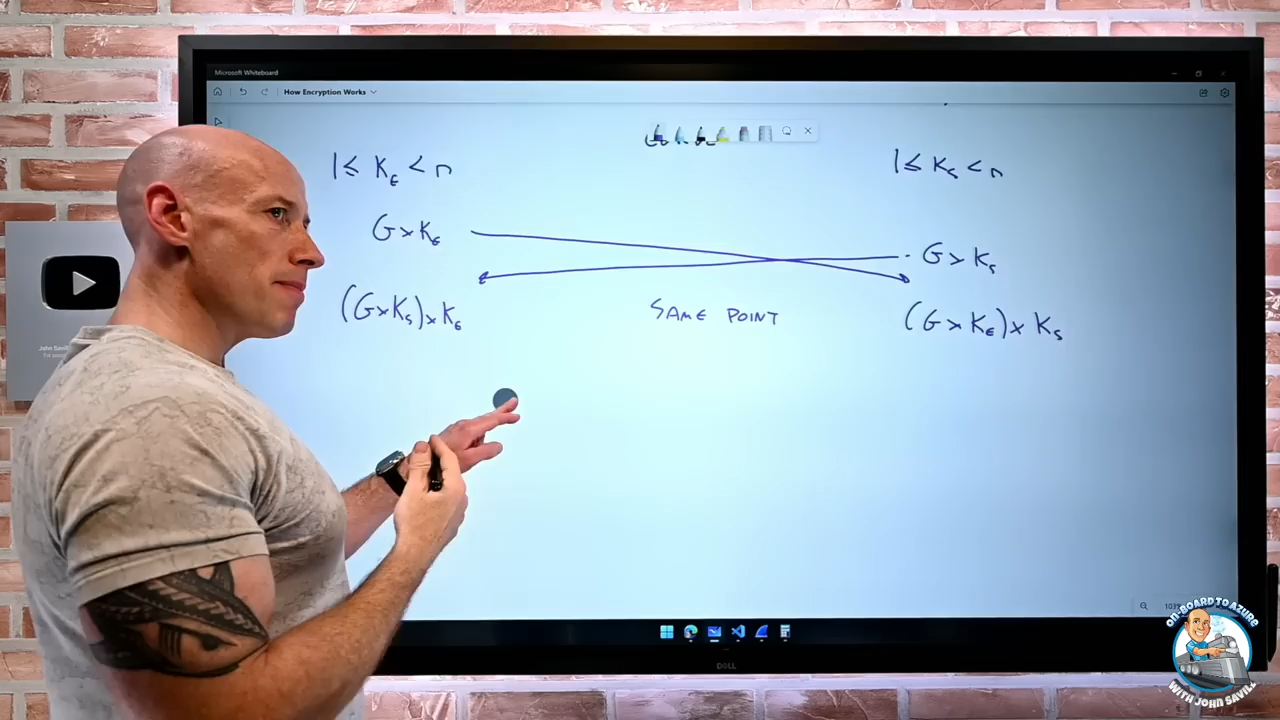 Microsoft Whiteboard
How Encryption Works
1 ≤ K_E < n
1 ≤ K_S < n
G × K_E
G > K_S
(G × K_S) × K_E
SAME POINT
(G × K_E) × K_S
DELL
ON-BOARD TO AZURE
WITH JOHN SAVILL